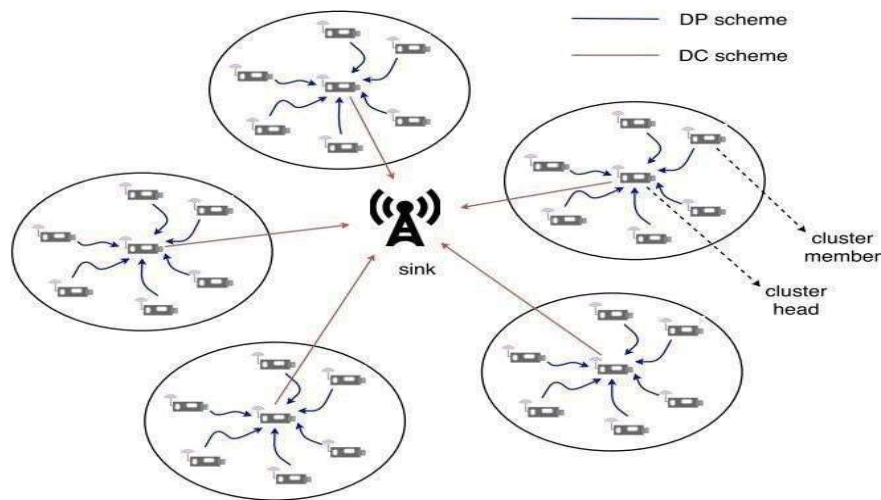 DP scheme
DC scheme
sink
cluster
member
cluster
head